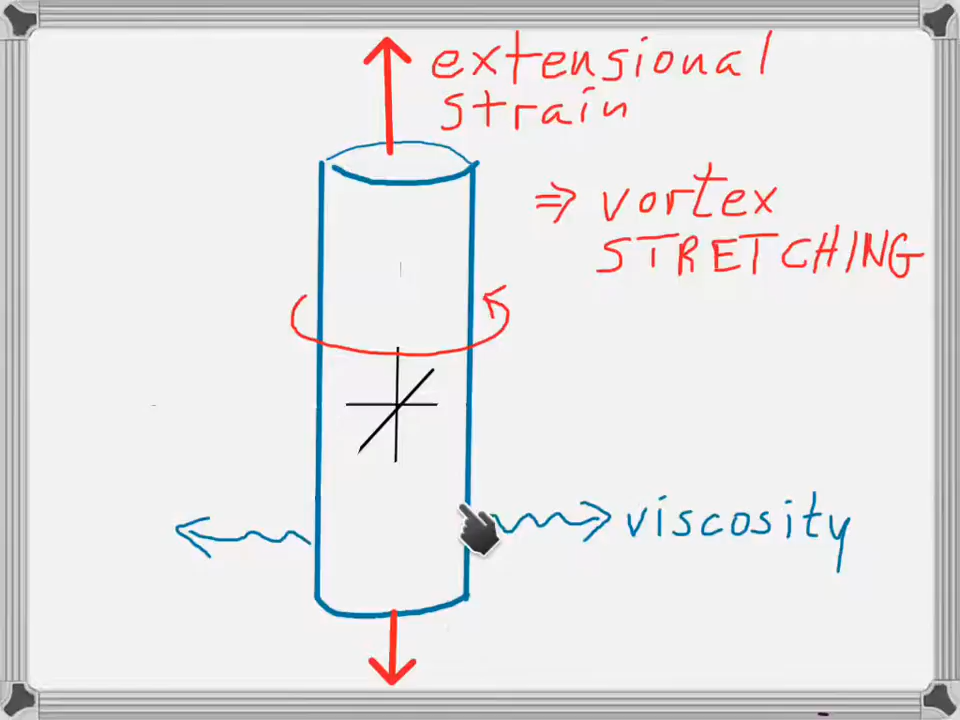 extensional
strain
⇒ vortex
STRETCHING
viscosity